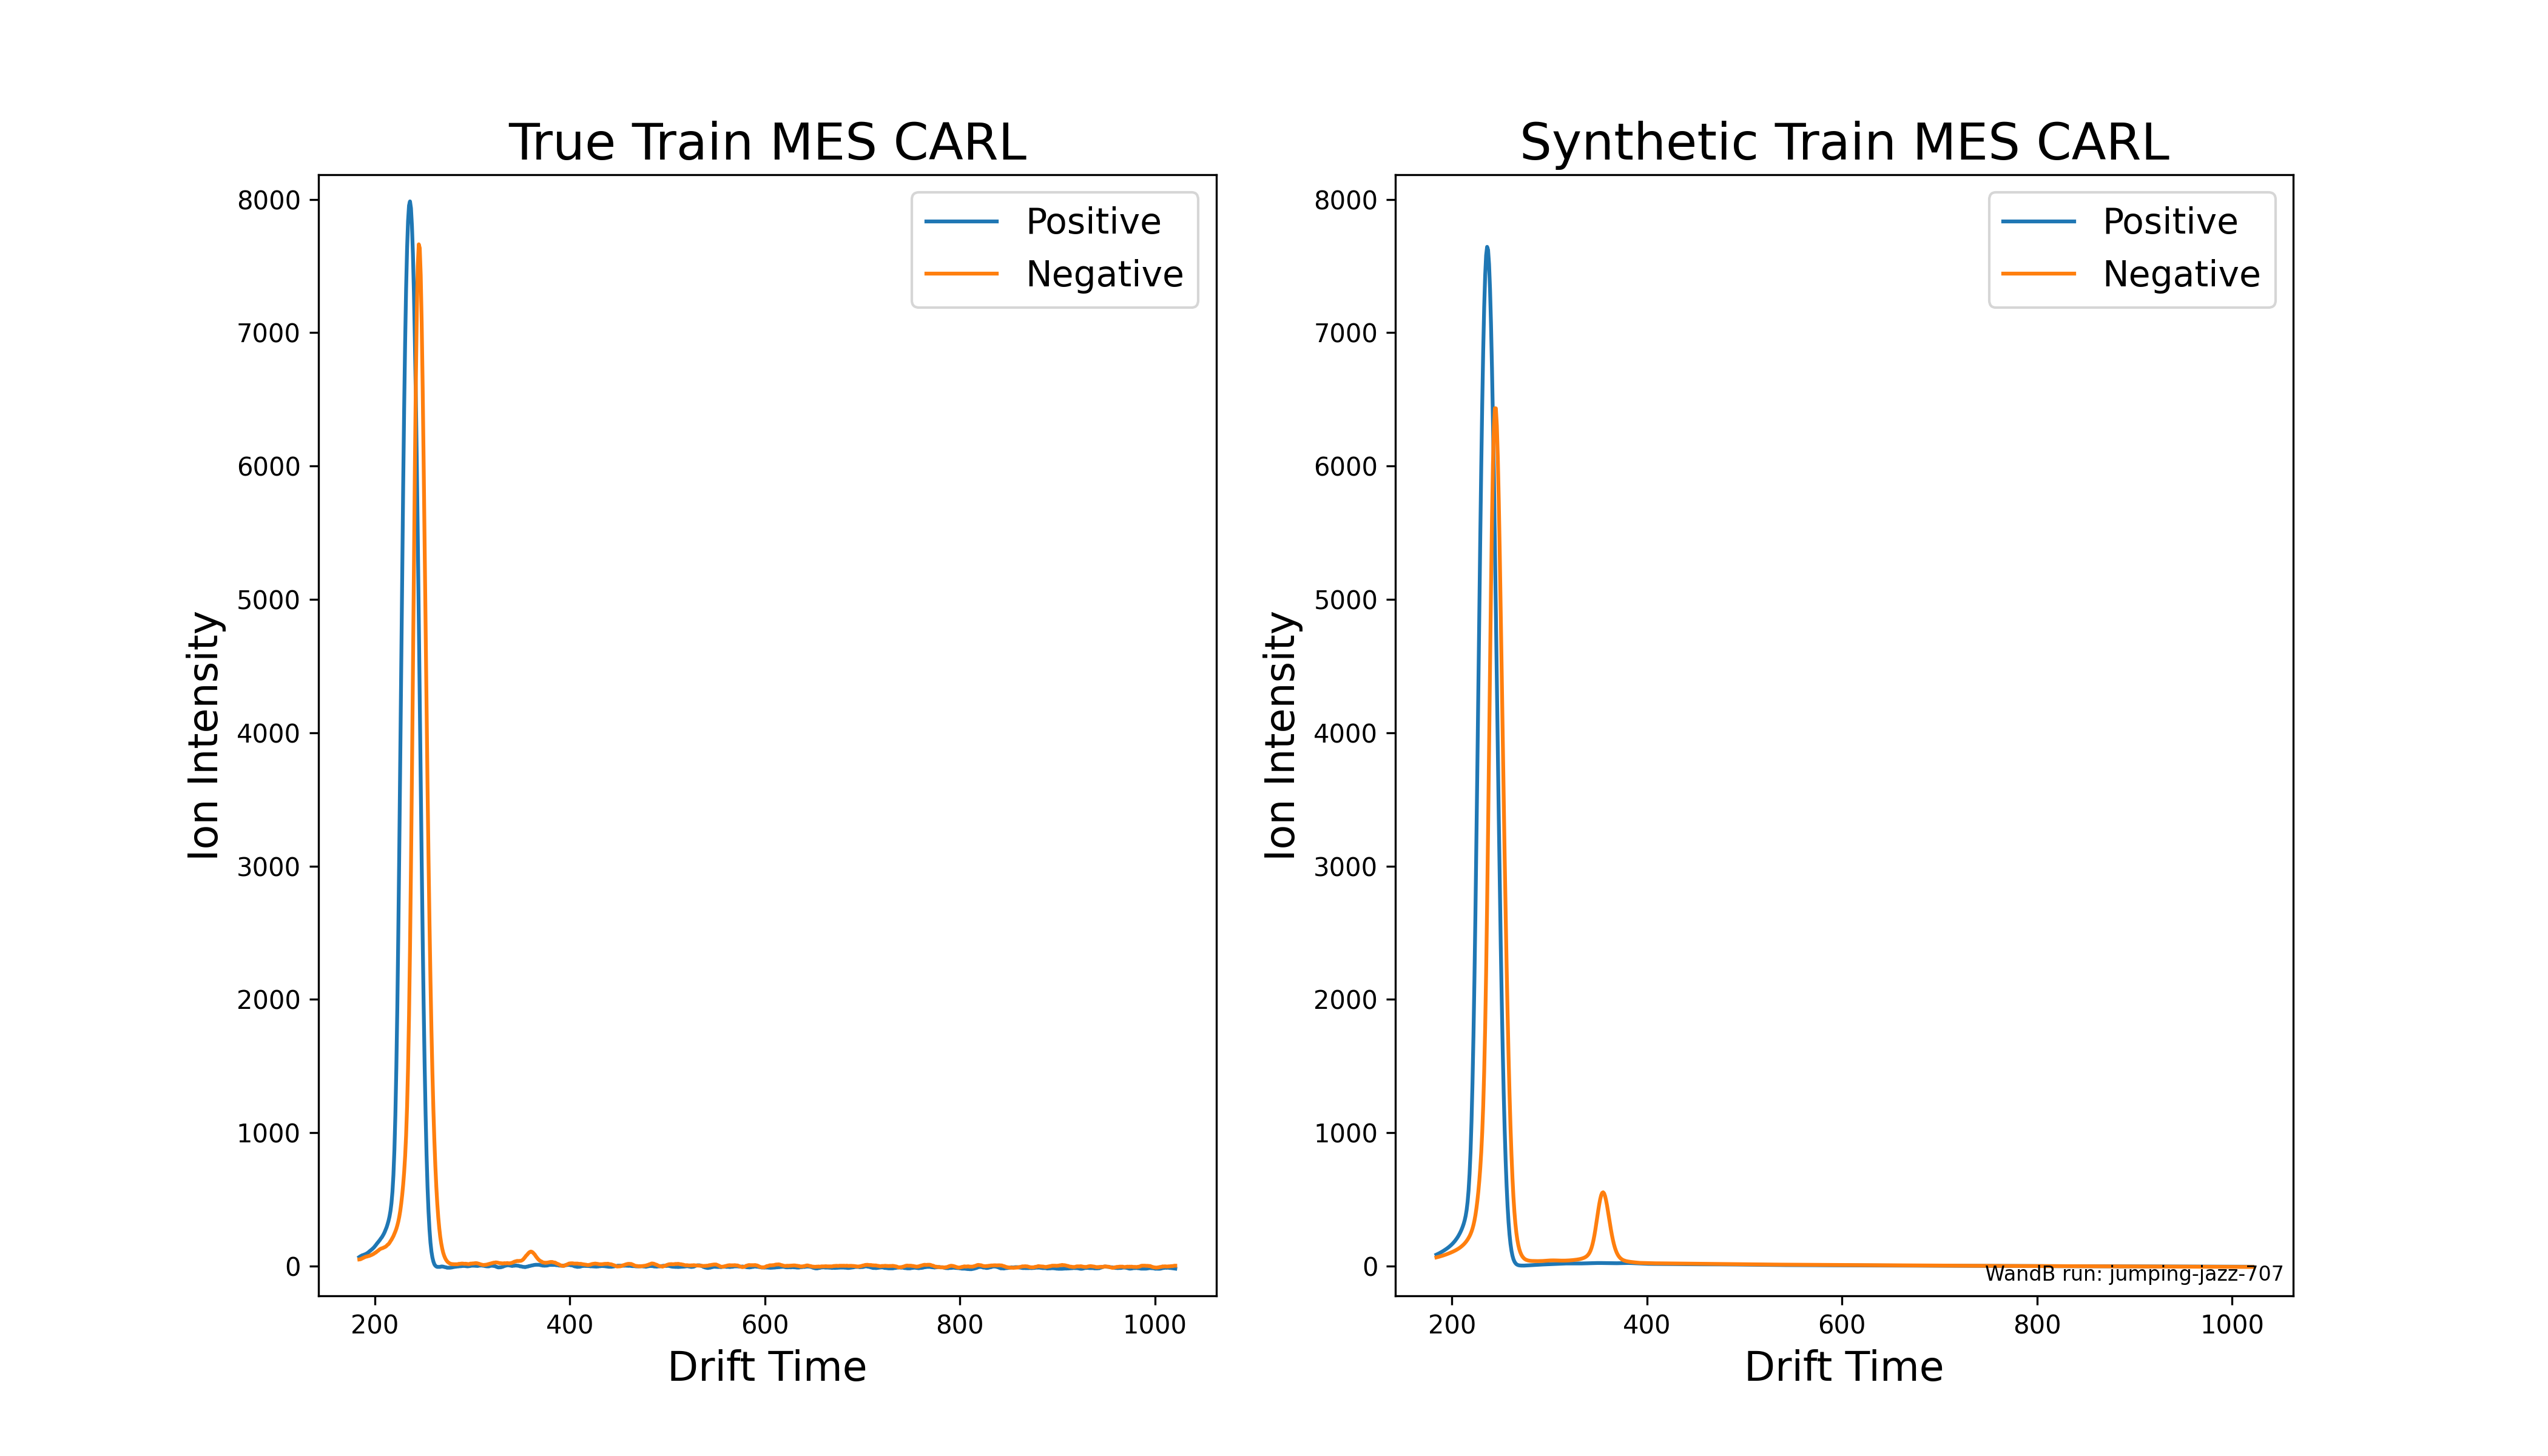 True Train MES CARL
8000
7000
6000
5000
4000
3000
2000
1000
0
Ion Intensity
200 400 600 800 1000
Drift Time
Positive
Negative
Synthetic Train MES CARL
8000
7000
6000
5000
4000
3000
2000
1000
0
Ion Intensity
200 400 600 800 1000
Drift Time
Positive
Negative
WandB run: jumping-jazz-707